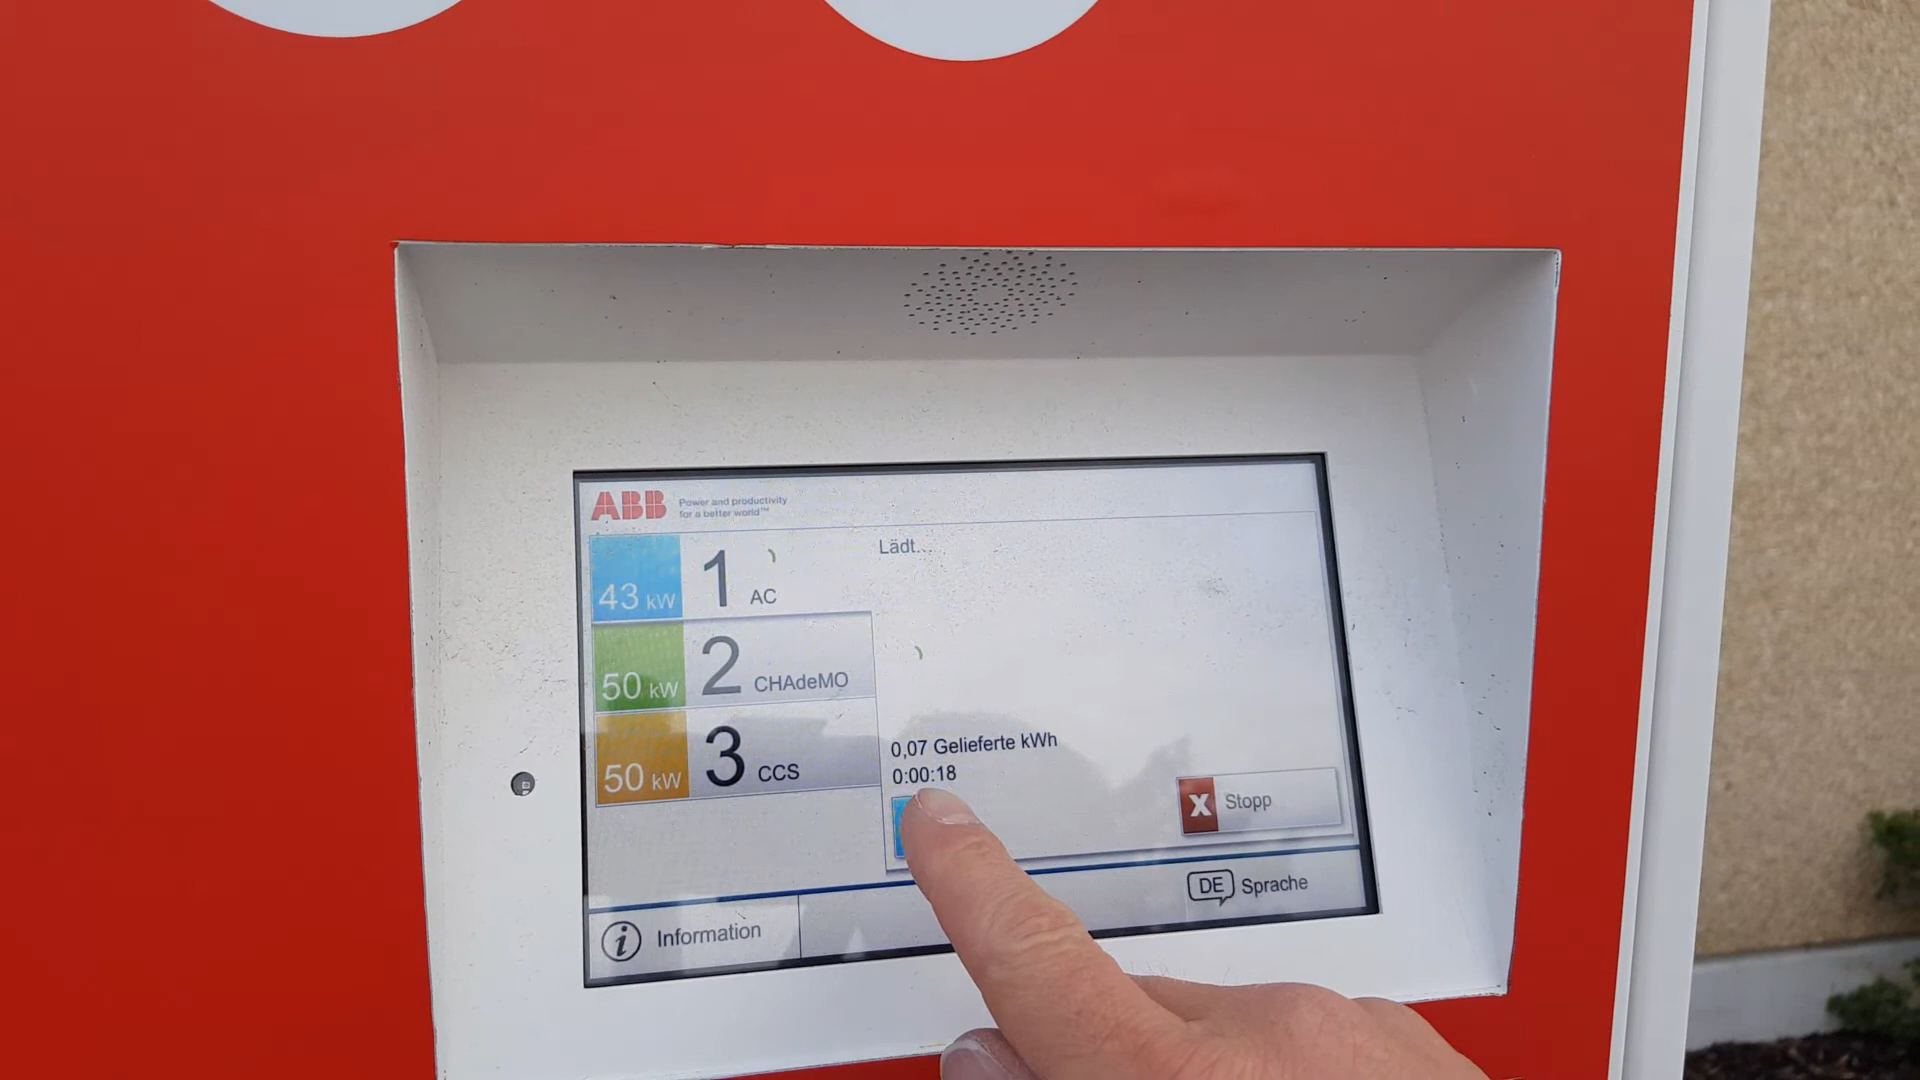 ABB
Power and productivity
for a better world™
43 kW 1 AC
50 kW 2 CHAdeMO
50 kW 3 CCS
Lädt...
0,07 Gelieferte kWh
0:00:18
X Stopp
i Information
DE Sprache